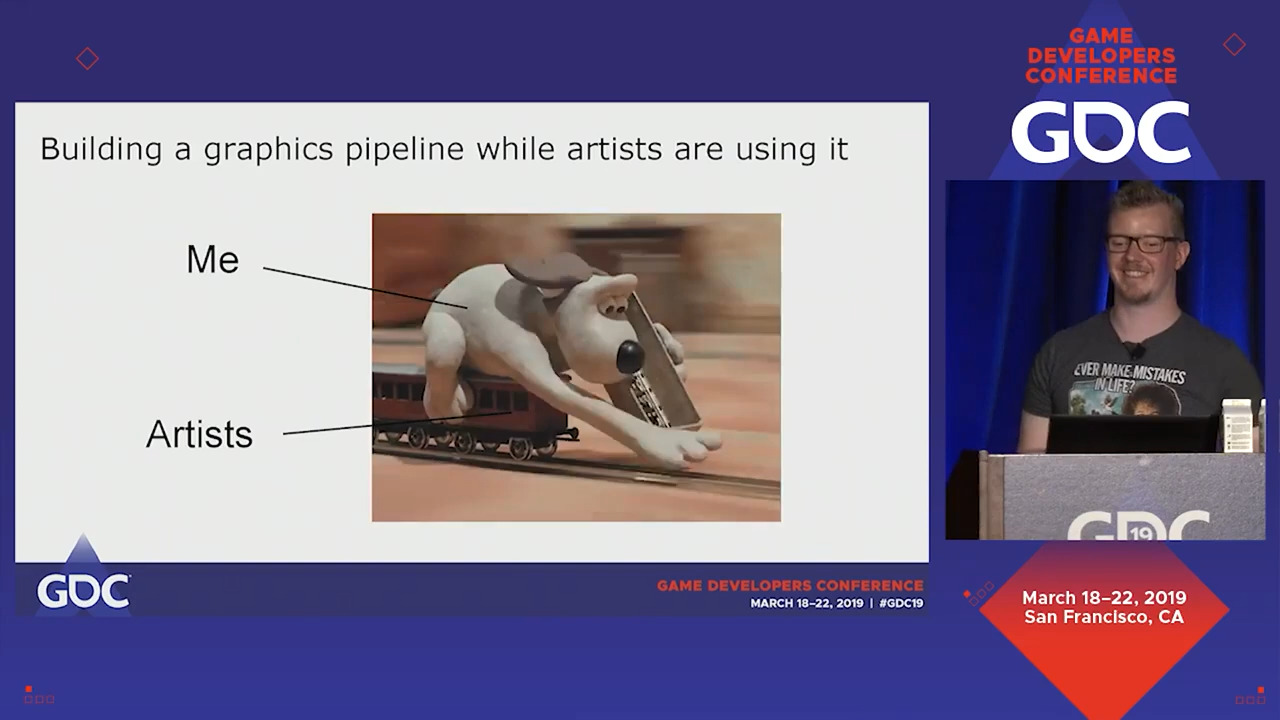 Building a graphics pipeline while artists are using it
Me
Artists
GDC
GAME DEVELOPERS CONFERENCE
MARCH 18–22, 2019 | #GDC19
GAME
DEVELOPERS
CONFERENCE
GDC
EVER MAKE MISTAKES
IN LIFE?
GDC
19
March 18–22, 2019
San Francisco, CA